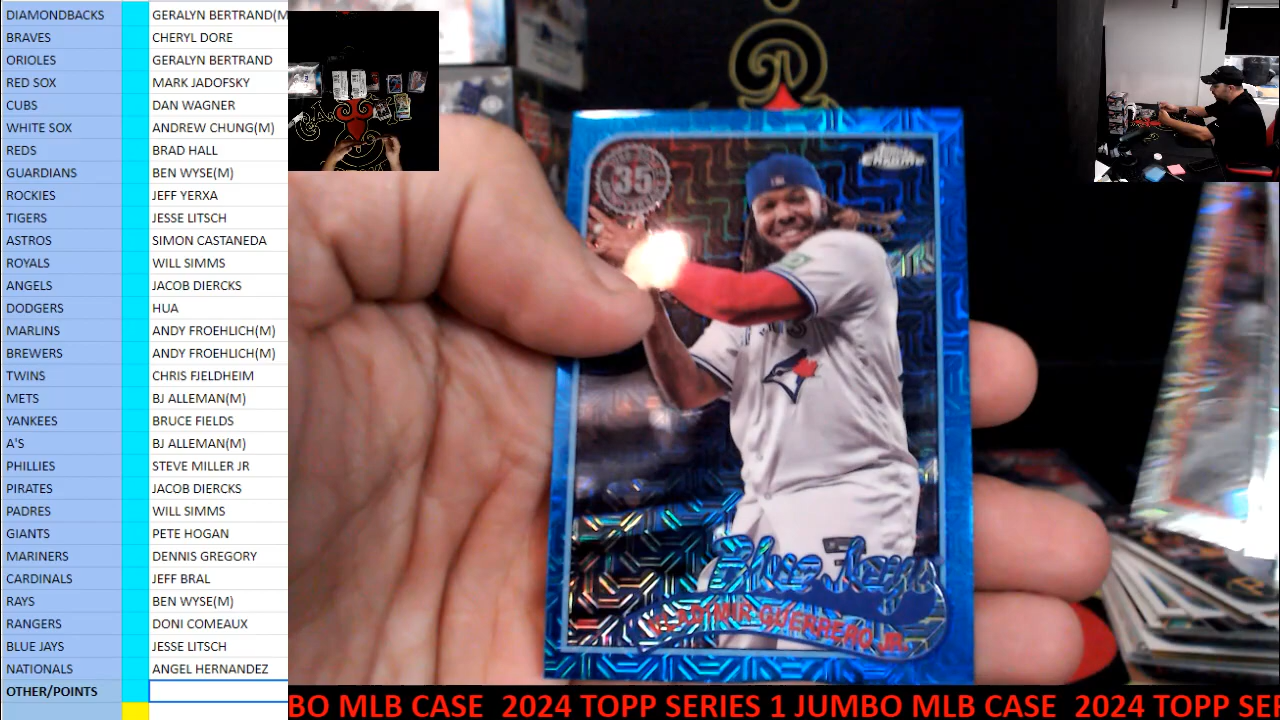 DIAMONDBACKS GERALYN BERTRAND(M
BRAVES CHERYL DORE
ORIOLES GERALYN BERTRAND
RED SOX MARK JADOFSKY
CUBS DAN WAGNER
WHITE SOX ANDREW CHUNG(M)
REDS BRAD HALL
GUARDIANS BEN WYSE(M)
ROCKIES JEFF YERXA
TIGERS JESSE LITSCH
ASTROS SIMON CASTANEDA
ROYALS WILL SIMMS
ANGELS JACOB DIERCKS
DODGERS HUA
MARLINS ANDY FROEHLICH(M)
BREWERS ANDY FROEHLICH(M)
TWINS CHRIS FJELDHEIM
METS BJ ALLEMAN(M)
YANKEES BRUCE FIELDS
A'S BJ ALLEMAN(M)
PHILLIES STEVE MILLER JR
PIRATES JACOB DIERCKS
PADRES WILL SIMMS
GIANTS PETE HOGAN
MARINERS DENNIS GREGORY
CARDINALS JEFF BRAL
RAYS BEN WYSE(M)
RANGERS DONI COMEAUX
BLUE JAYS JESSE LITSCH
NATIONALS ANGEL HERNANDEZ
OTHER/POINTS
35
CHROME
Blue Jays
VLADIMIR GUERRERO JR.
BO MLB CASE 2024 TOPP SERIES 1 JUMBO MLB CASE 2024 TOPP SE